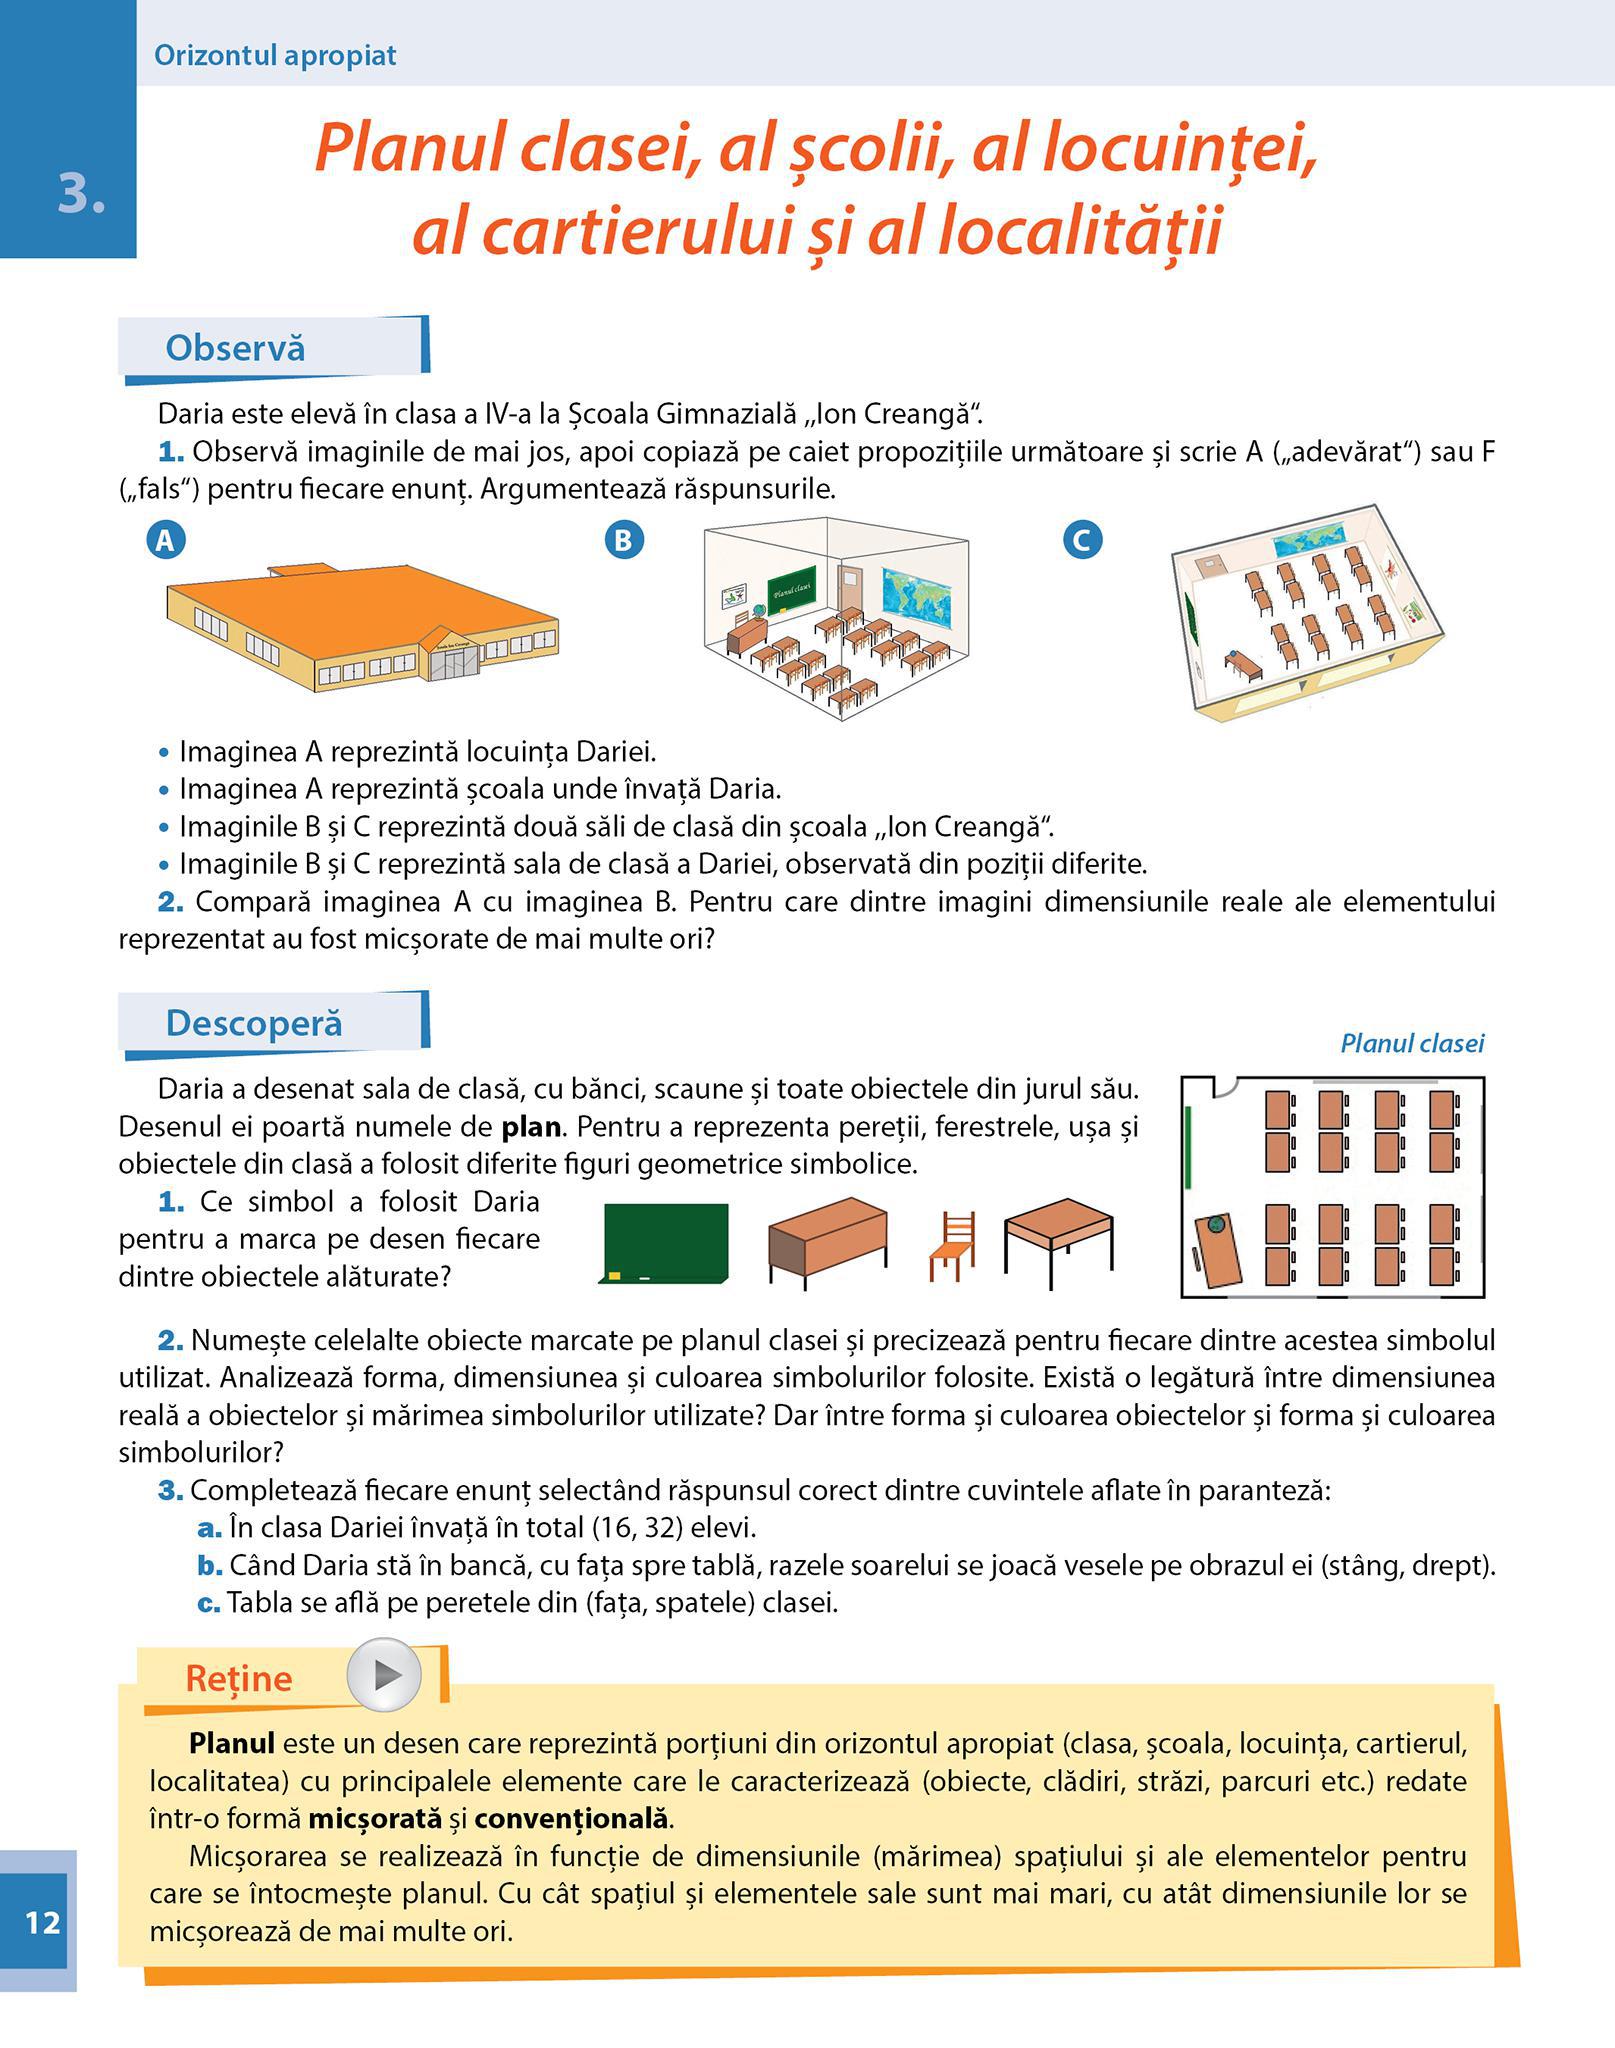 Orizontul apropiat
3.
Planul clasei, al școlii, al locuinței,
al cartierului și al localității
Observă
Daria este elevă în clasa a IV-a la Școala Gimnazială ,,Ion Creangă“.
1. Observă imaginile de mai jos, apoi copiază pe caiet propozițiile următoare și scrie A („adevărat“) sau F
(„fals“) pentru fiecare enunț. Argumentează răspunsurile.
A
B
C
Planul clasei
• Imaginea A reprezintă locuința Dariei.
• Imaginea A reprezintă școala unde învață Daria.
• Imaginile B și C reprezintă două săli de clasă din școala ,,Ion Creangă“.
• Imaginile B și C reprezintă sala de clasă a Dariei, observată din poziții diferite.
2. Compară imaginea A cu imaginea B. Pentru care dintre imagini dimensiunile reale ale elementului
reprezentat au fost micșorate de mai multe ori?
Descoperă
Planul clasei
Daria a desenat sala de clasă, cu bănci, scaune și toate obiectele din jurul său.
Desenul ei poartă numele de plan. Pentru a reprezenta pereții, ferestrele, ușa și
obiectele din clasă a folosit diferite figuri geometrice simbolice.
1. Ce simbol a folosit Daria
pentru a marca pe desen fiecare
dintre obiectele alăturate?
2. Numește celelalte obiecte marcate pe planul clasei și precizează pentru fiecare dintre acestea simbolul
utilizat. Analizează forma, dimensiunea și culoarea simbolurilor folosite. Există o legătură între dimensiunea
reală a obiectelor și mărimea simbolurilor utilizate? Dar între forma și culoarea obiectelor și forma și culoarea
simbolurilor?
3. Completează fiecare enunț selectând răspunsul corect dintre cuvintele aflate în paranteză:
a. În clasa Dariei învață în total (16, 32) elevi.
b. Când Daria stă în bancă, cu fața spre tablă, razele soarelui se joacă vesele pe obrazul ei (stâng, drept).
c. Tabla se află pe peretele din (fața, spatele) clasei.
Reține
Planul este un desen care reprezintă porțiuni din orizontul apropiat (clasa, școala, locuința, cartierul,
localitatea) cu principalele elemente care le caracterizează (obiecte, clădiri, străzi, parcuri etc.) redate
într-o formă micșorată și convențională.
Micșorarea se realizează în funcție de dimensiunile (mărimea) spațiului și ale elementelor pentru
care se întocmește planul. Cu cât spațiul și elementele sale sunt mai mari, cu atât dimensiunile lor se
micșorează de mai multe ori.
12